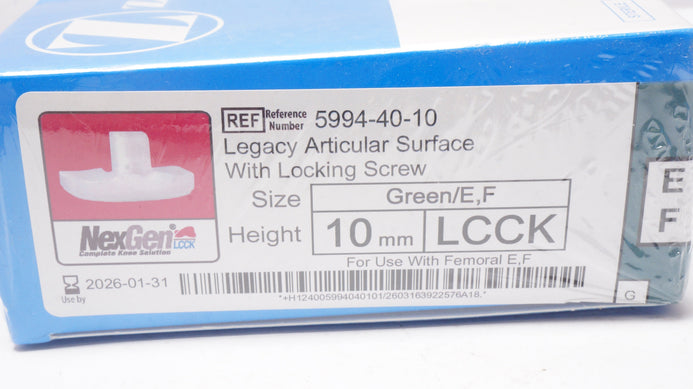 REF Reference Number 5994-40-10
Legacy Articular Surface
With Locking Screw
Size Green/E,F
Height 10 mm LCCK
For Use With Femoral E,F
NexGen® LCCK
Complete Knee Solution
Use by 2026-01-31
*+H124005994040101/2603163922576A18.*
E
F
G